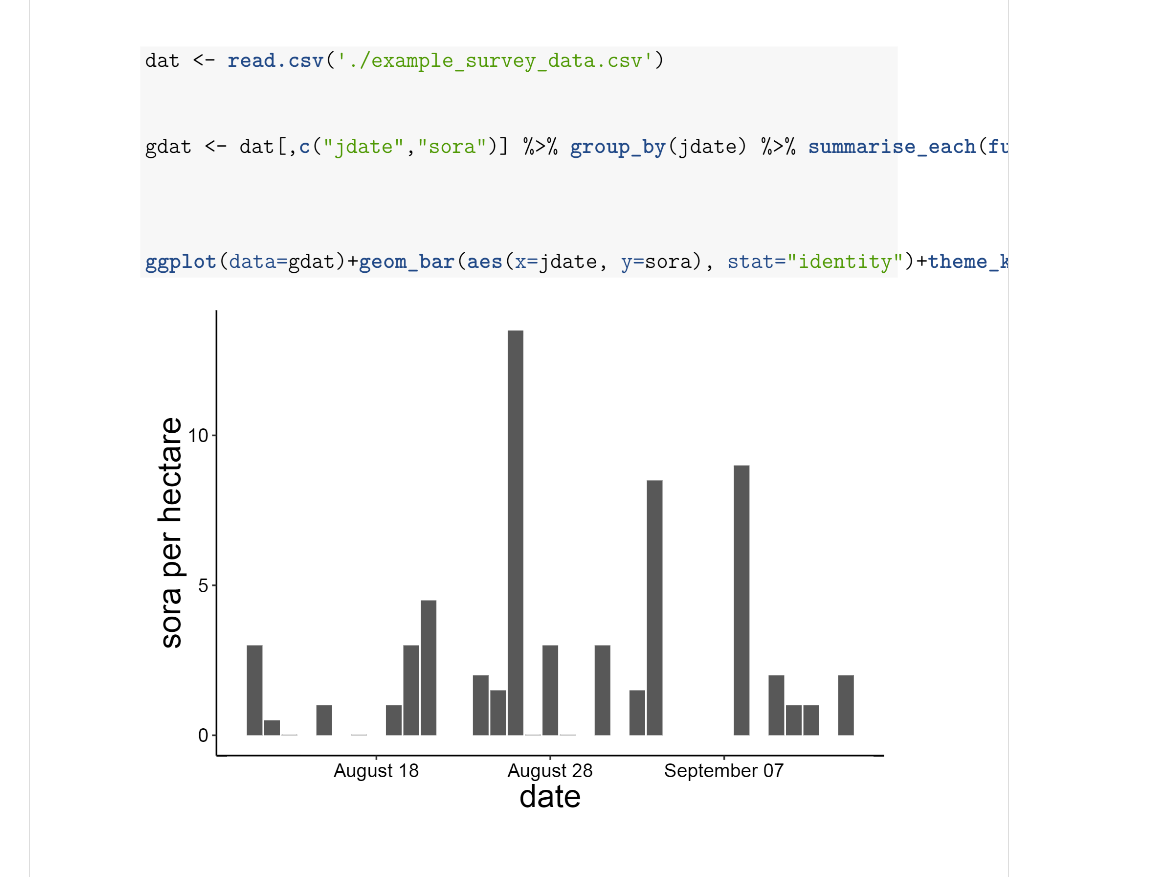 dat <- read.csv('./example_survey_data.csv')
gdat <- dat[,c("jdate","sora")] %>% group_by(jdate) %>% summarise_each(fu
ggplot(data=gdat)+geom_bar(aes(x=jdate, y=sora), stat="identity")+theme_k
sora per hectare
10
5
0
August 18 August 28 September 07
date